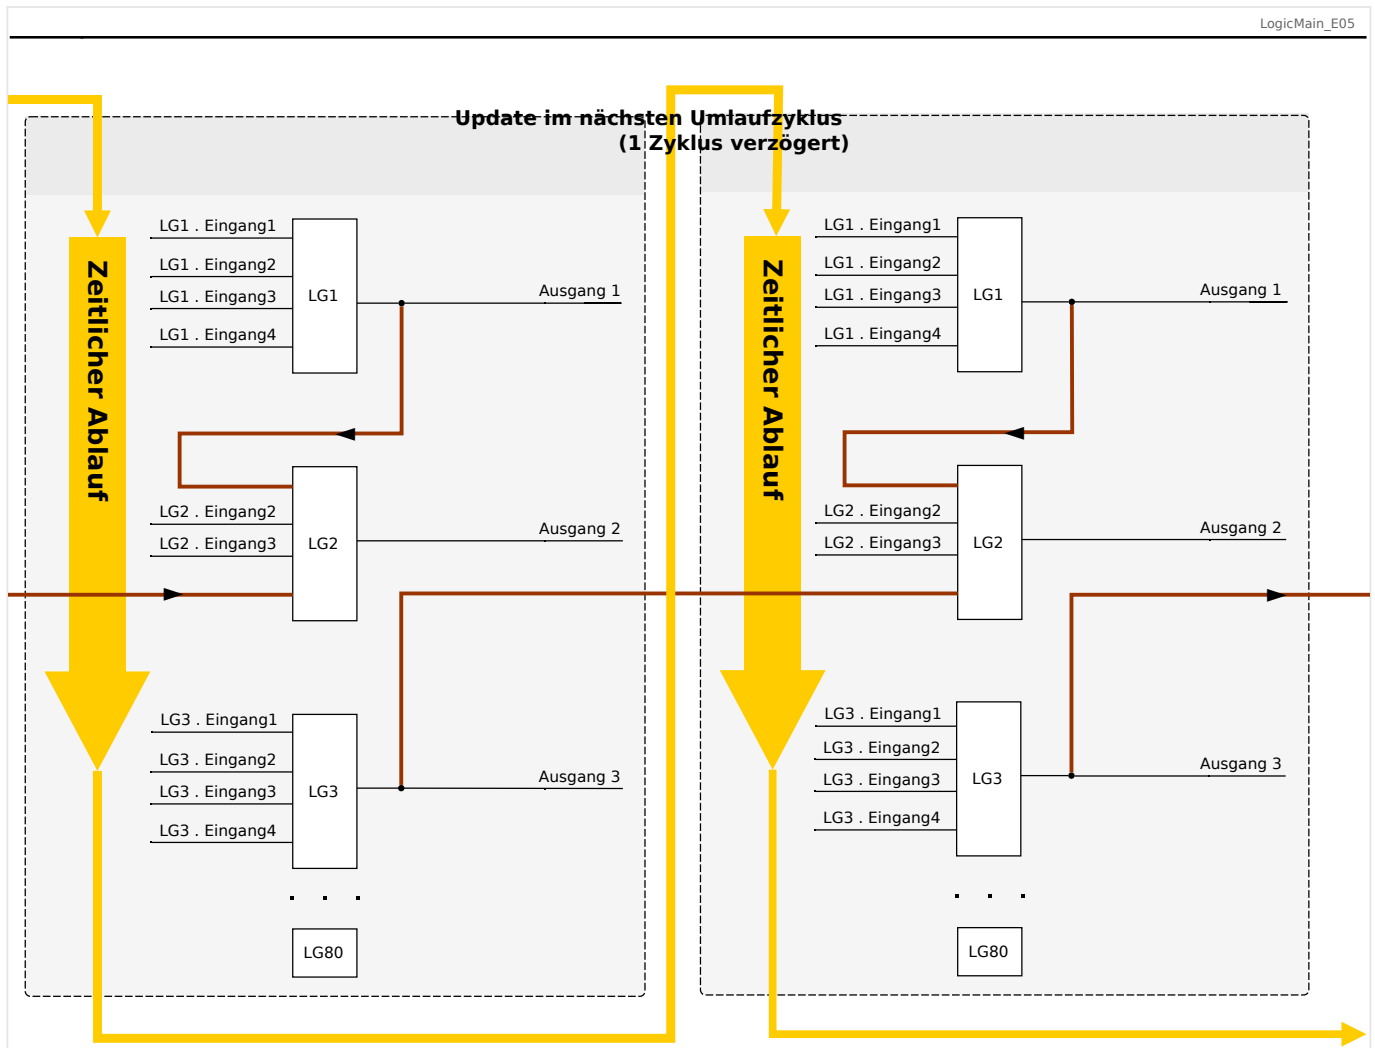 LogicMain_E05
Update im nächsten Umlaufzyklus
(1 Zyklus verzögert)
Zeitlicher Ablauf
LG1 . Eingang1
LG1 . Eingang2
LG1 . Eingang3
LG1 . Eingang4
LG1
Ausgang 1
LG2 . Eingang2
LG2 . Eingang3
LG2
Ausgang 2
LG3 . Eingang1
LG3 . Eingang2
LG3 . Eingang3
LG3 . Eingang4
LG3
Ausgang 3
. . .
LG80
Zeitlicher Ablauf
LG1 . Eingang1
LG1 . Eingang2
LG1 . Eingang3
LG1 . Eingang4
LG1
Ausgang 1
LG2 . Eingang2
LG2 . Eingang3
LG2
Ausgang 2
LG3 . Eingang1
LG3 . Eingang2
LG3 . Eingang3
LG3 . Eingang4
LG3
Ausgang 3
. . .
LG80